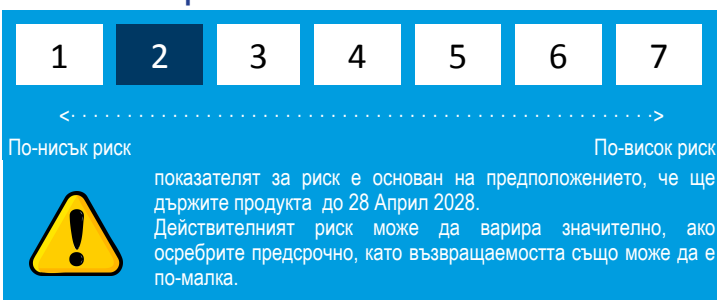 1 2 3 4 5 6 7
<· · · · · · · · · · · · · · · · · · · · · · · · · · · · · · · · · · · · · · · · · · · · · · · · · · · · · ·>
По-нисък риск По-висок риск
показателят за риск е основан на предположението, че ще
държите продукта до 28 Април 2028.
Действителният риск може да варира значително, ако
осребрите предсрочно, като възвращаемостта също може да е
по-малка.